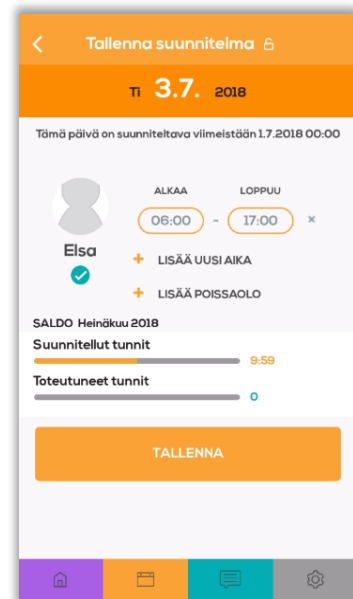 Tallenna suunnitelma
Ti 3.7. 2018
Tämä päivä on suunniteltava viimeistään 1.7.2018 00:00
ALKAA LOPPUU
06:00 - 17:00 ×
Elsa
+ LISÄÄ UUSI AIKA
+ LISÄÄ POISSAOLO
SALDO Heinäkuu 2018
Suunnitellut tunnit
9:59
Toteutuneet tunnit
0
TALLENNA